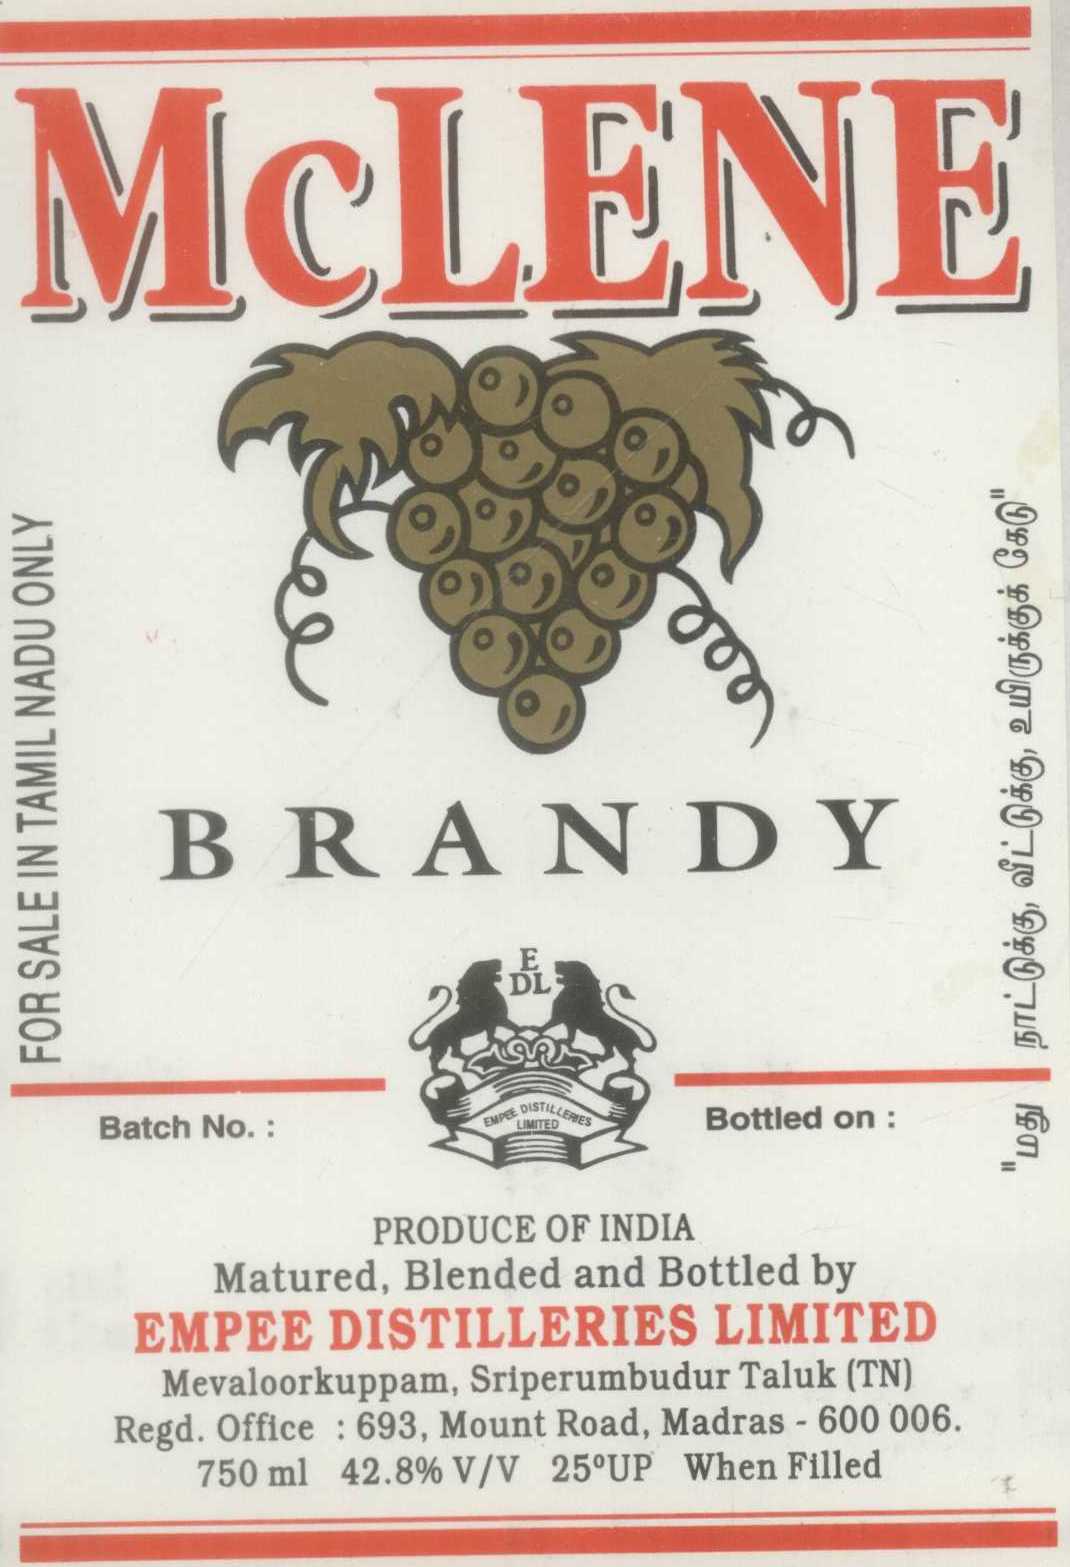 McLENE
BRANDY
FOR SALE IN TAMIL NADU ONLY
"மது நாட்டுக்கு, வீட்டுக்கு, உயிருக்குக் கேடு"
E
DL
EMPEE DISTILLERIES
LIMITED
Batch No. :
Bottled on :
PRODUCE OF INDIA
Matured, Blended and Bottled by
EMPEE DISTILLERIES LIMITED
Mevaloorkuppam, Sriperumbudur Taluk (TN)
Regd. Office : 693, Mount Road, Madras - 600 006.
750 ml 42.8% V/V 25ºUP When Filled